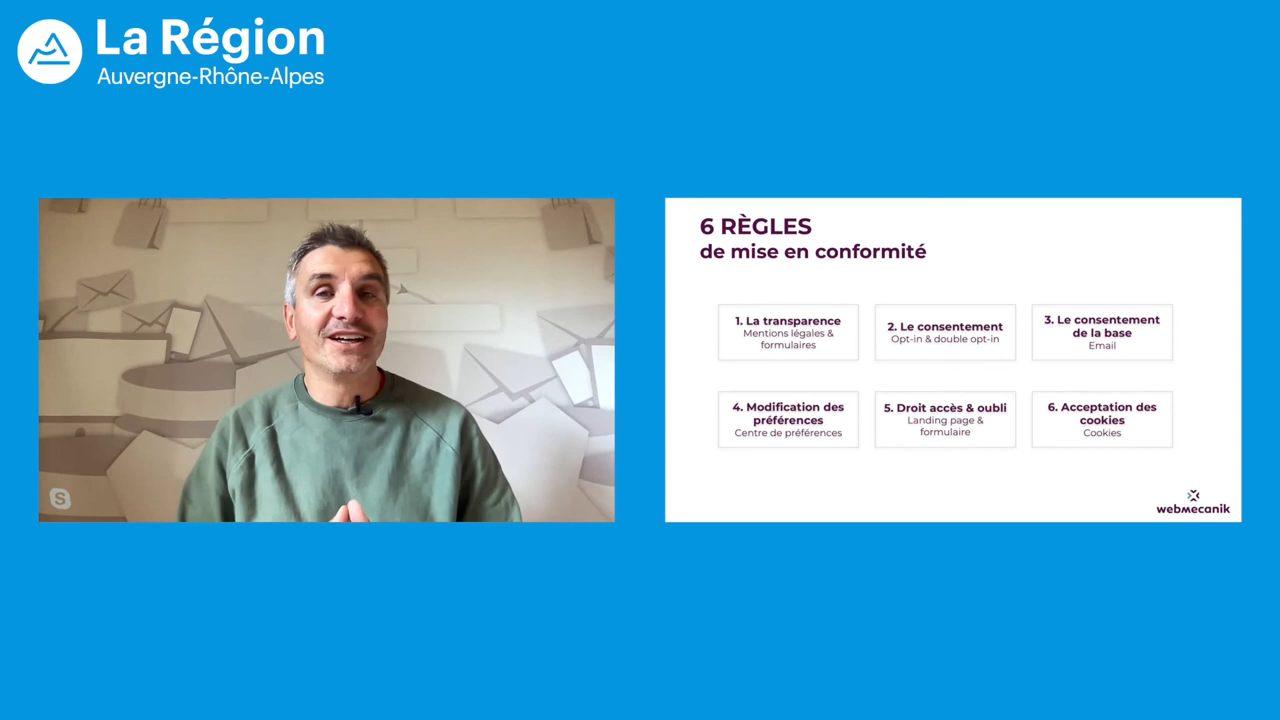 La Région
Auvergne-Rhône-Alpes
6 RÈGLES
de mise en conformité
1. La transparence
Mentions légales &
formulaires
2. Le consentement
Opt-in & double opt-in
3. Le consentement
de la base
Email
4. Modification des
préférences
Centre de préférences
5. Droit accès & oubli
Landing page &
formulaire
6. Acceptation des
cookies
Cookies
webmecanik
S